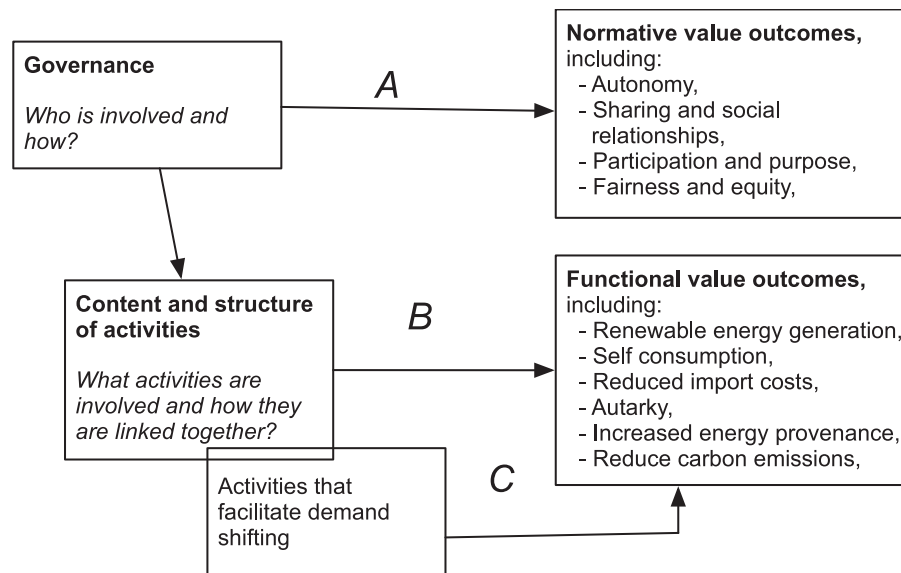 Governance
Who is involved and
how?
A
Normative value outcomes,
including:
- Autonomy,
- Sharing and social
relationships,
- Participation and purpose,
- Fairness and equity,
Content and structure
of activities
What activities are
involved and how they
are linked together?
B
Functional value outcomes,
including:
- Renewable energy generation,
- Self consumption,
- Reduced import costs,
- Autarky,
- Increased energy provenance,
- Reduce carbon emissions,
Activities that
facilitate demand
shifting
C